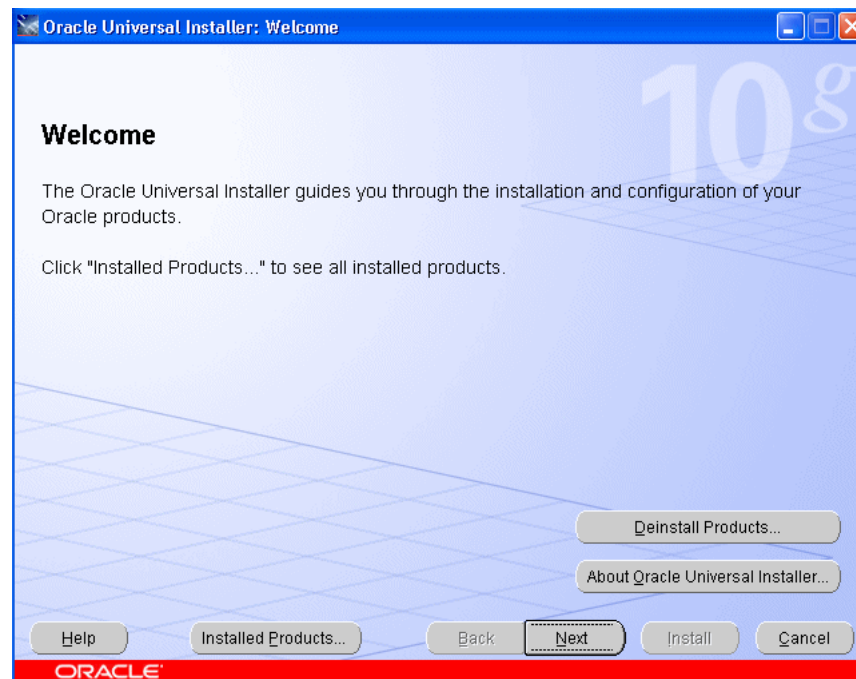 Oracle Universal Installer: Welcome
10g
Welcome
The Oracle Universal Installer guides you through the installation and configuration of your
Oracle products.
Click "Installed Products..." to see all installed products.
Deinstall Products...
About Oracle Universal Installer...
Help
Installed Products...
Back
Next
Install
Cancel
ORACLE